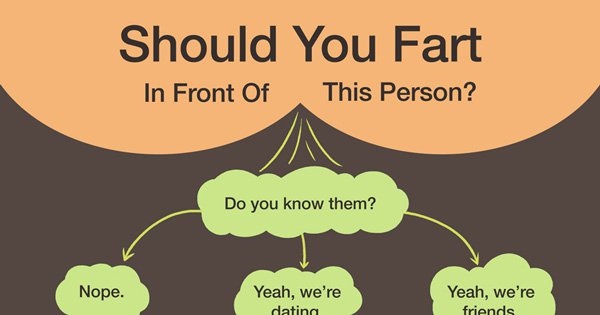 Should You Fart
In Front Of This Person?
Do you know them?
Nope.
Yeah, we're
dating
Yeah, we're
friends